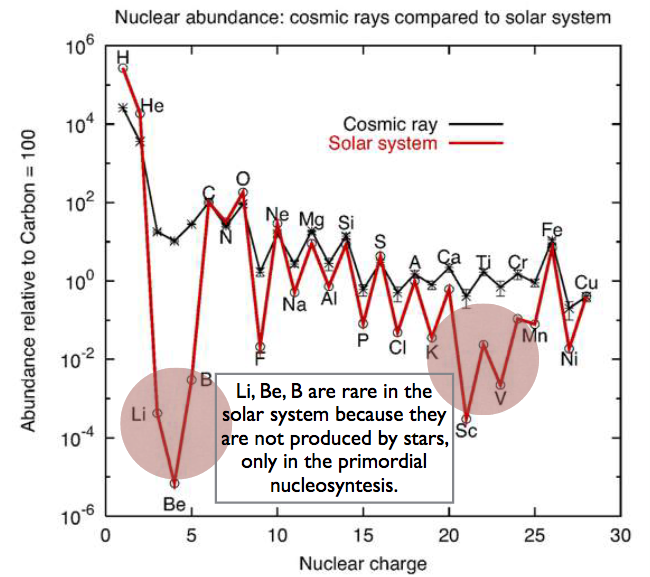 Nuclear abundance: cosmic rays compared to solar system
Abundance relative to Carbon = 100
10^6
10^4
10^2
10^0
10^-2
10^-4
10^-6
Cosmic ray
Solar system
H
He
Li
Be
B
C
N
O
F
Ne
Na
Mg
Al
Si
P
S
Cl
A
K
Ca
Sc
Ti
V
Cr
Mn
Fe
Ni
Cu
Li, Be, B are rare in the
solar system because they
are not produced by stars,
only in the primordial
nucleosyntesis.
0 5 10 15 20 25 30
Nuclear charge